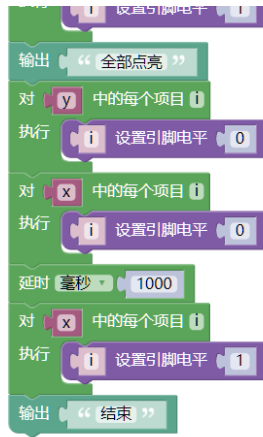 i 设置引脚电平 1
输出 “ 全部点亮 ”
对 y 中的每个项目 i
执行 i 设置引脚电平 0
对 x 中的每个项目 i
执行 i 设置引脚电平 0
延时 毫秒 1000
对 x 中的每个项目 i
执行 i 设置引脚电平 1
输出 “ 结束 ”